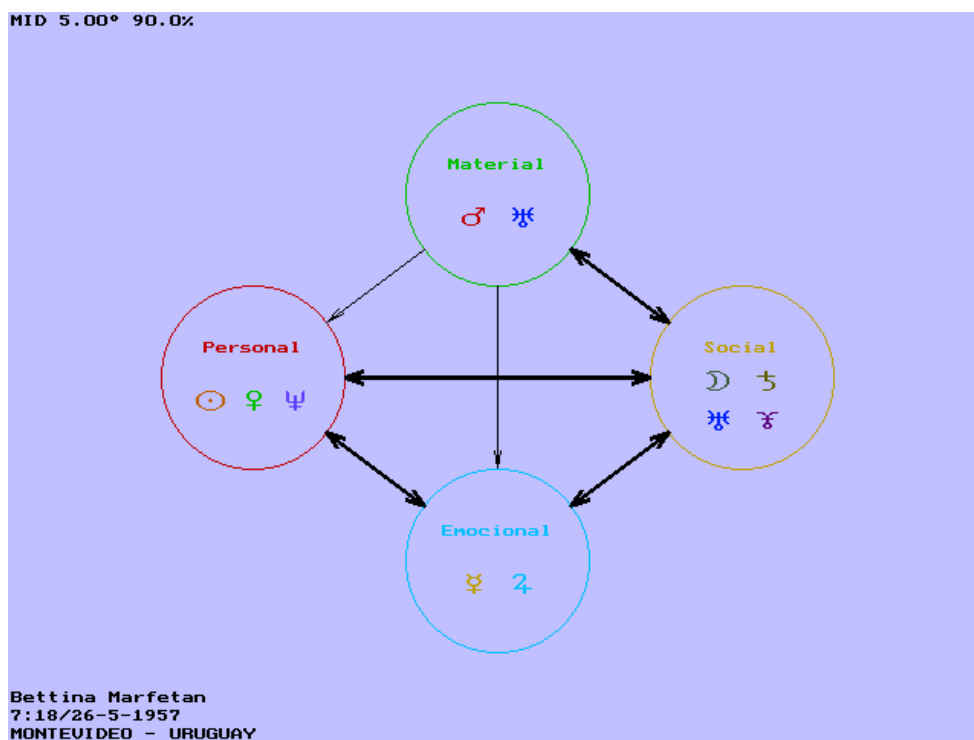 MID 5.00° 90.0%
Material
Personal
Social
Emocional
Bettina Marfetan
7:18/26-5-1957
MONTEVIDEO - URUGUAY